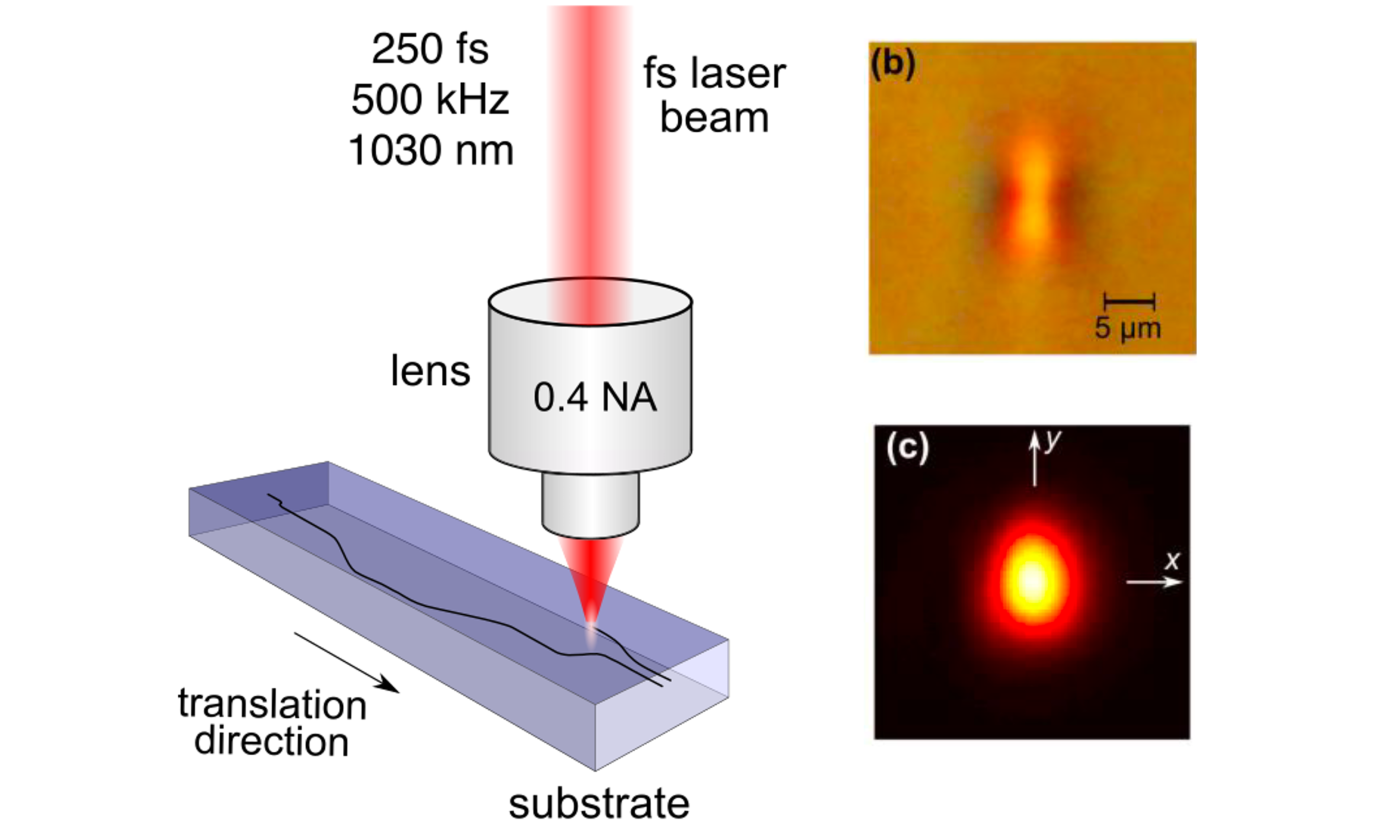 250 fs
500 kHz
1030 nm
fs laser
beam
lens
0.4 NA
translation
direction
substrate
(b)
5 µm
(c)
y
x